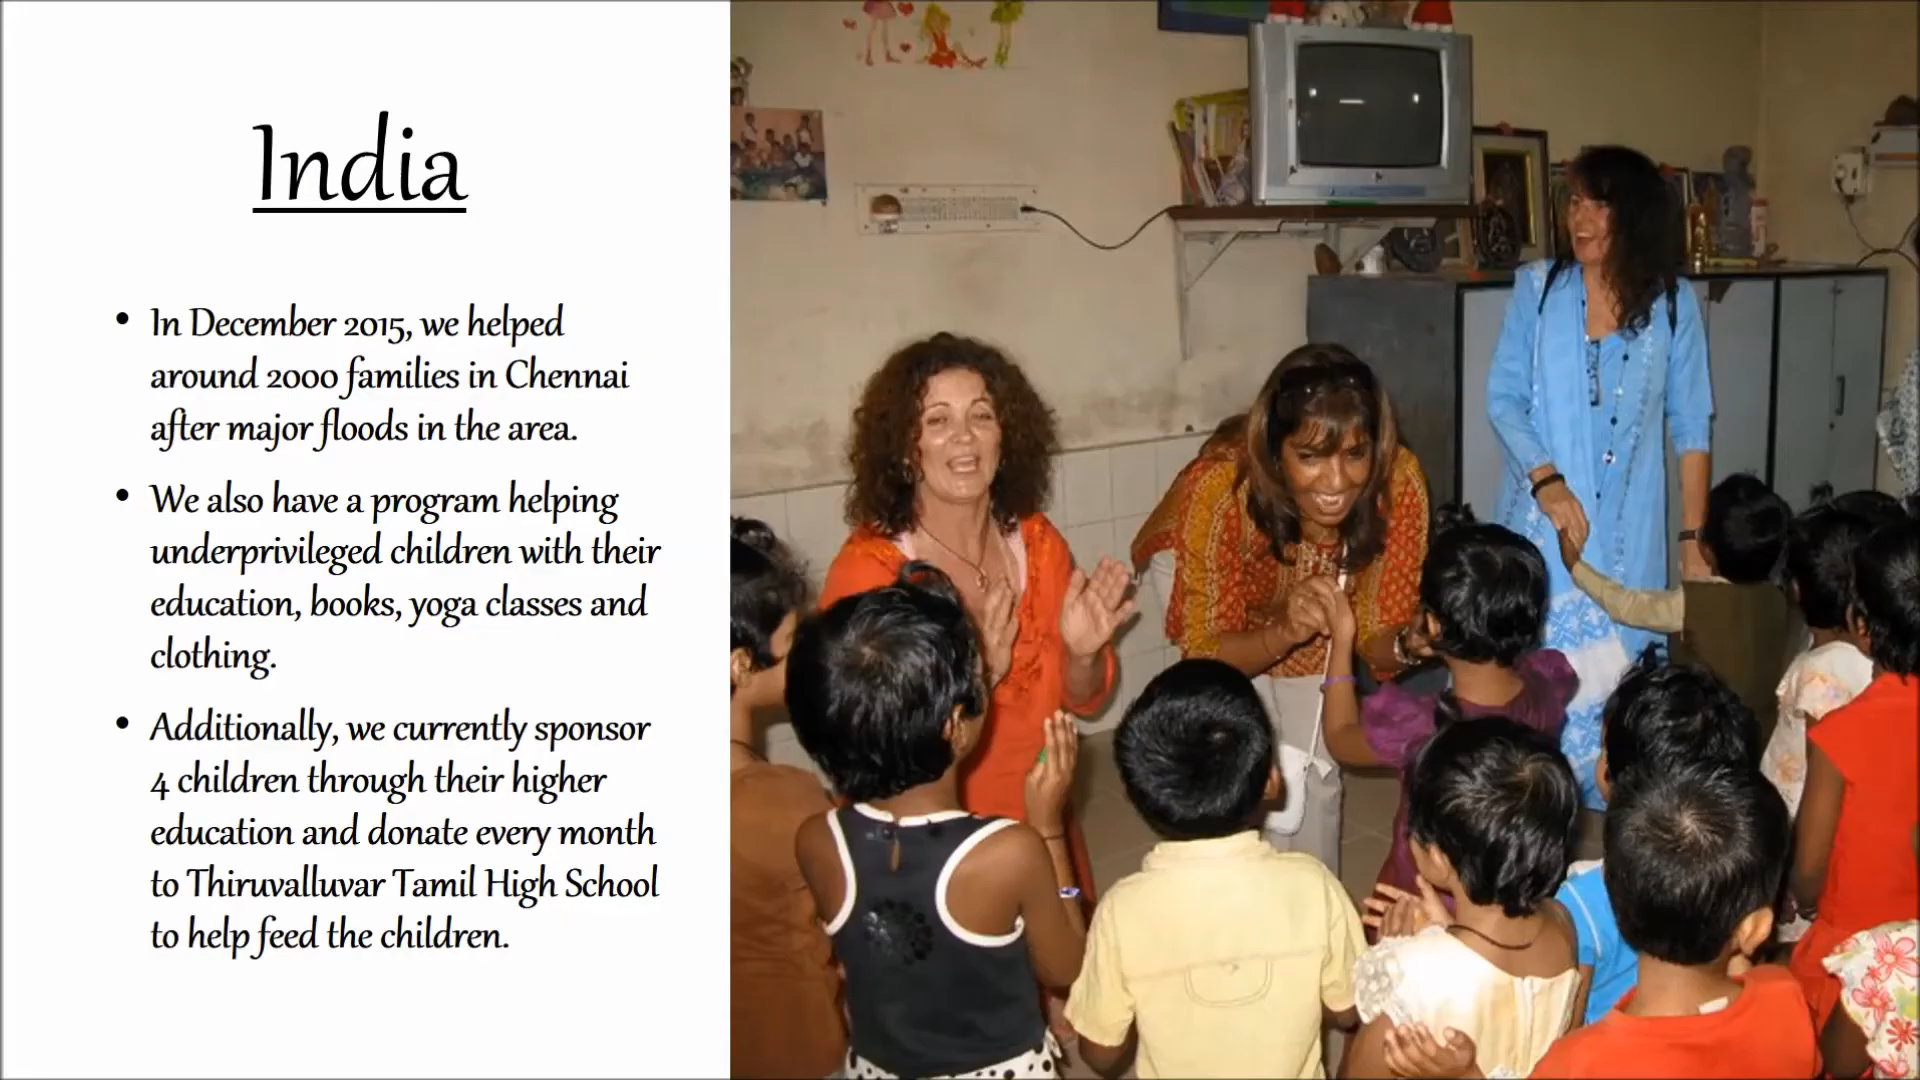 India
• In December 2015, we helped
around 2000 families in Chennai
after major floods in the area.
• We also have a program helping
underprivileged children with their
education, books, yoga classes and
clothing.
• Additionally, we currently sponsor
4 children through their higher
education and donate every month
to Thiruvalluvar Tamil High School
to help feed the children.